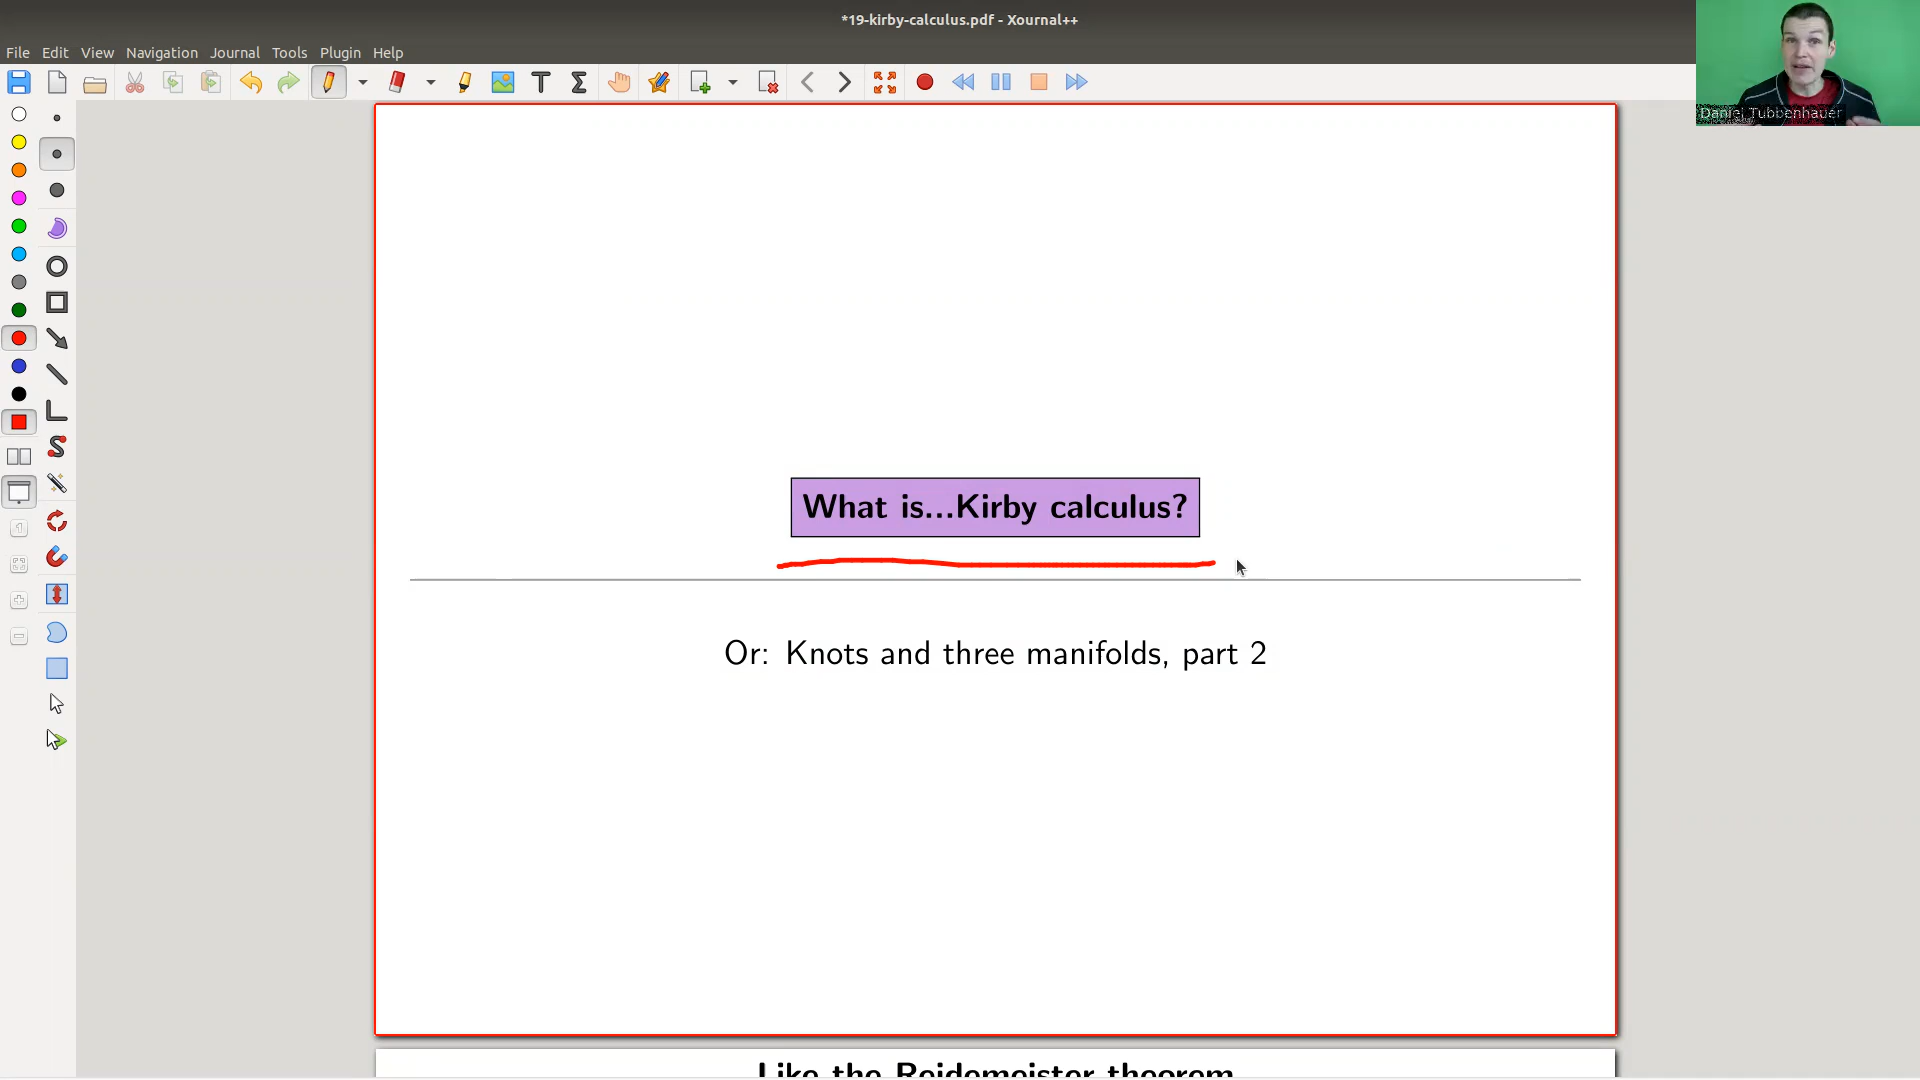 *19-kirby-calculus.pdf - Xournal++
File Edit View Navigation Journal Tools Plugin Help
Daniel Tubbenhauer
What is...Kirby calculus?
Or: Knots and three manifolds, part 2
Like the Reidemeister theorem